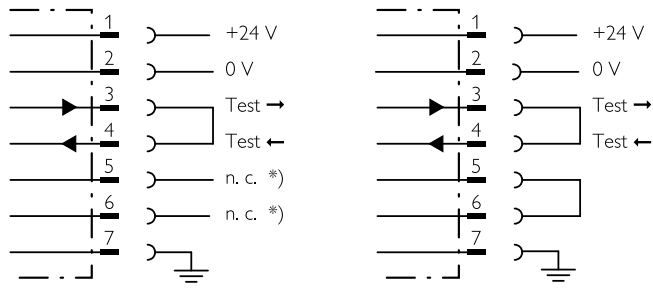 1 +24 V
2 0 V
3 Test →
4 Test ←
5 n. c. *)
6 n. c. *)
7
1 +24 V
2 0 V
3 Test →
4 Test ←
5
6
7